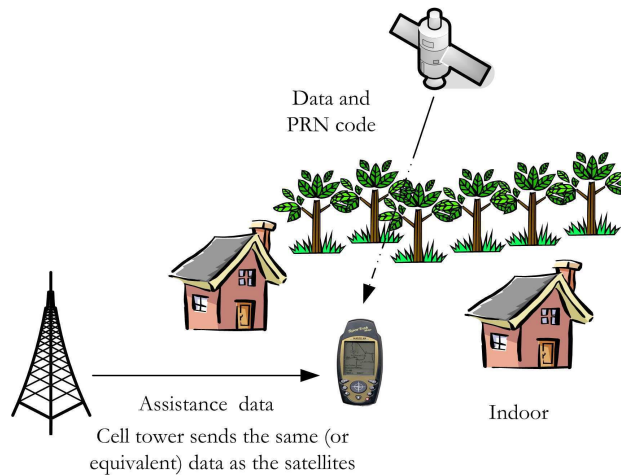 Data and
PRN code
Assistance data
Indoor
Cell tower sends the same (or
equivalent) data as the satellites